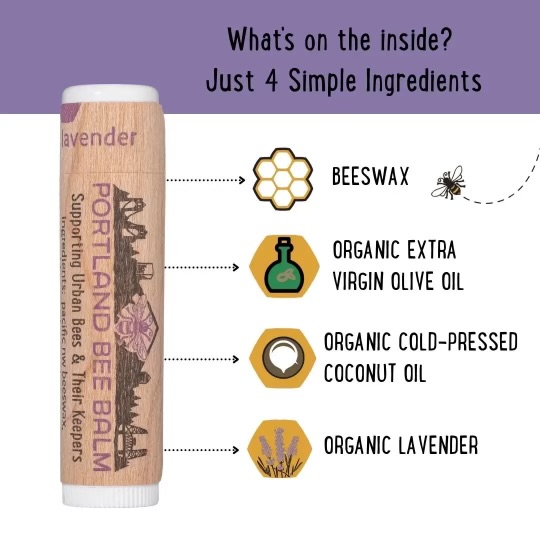 What's on the inside?
Just 4 Simple Ingredients
lavender
PORTLAND BEE BALM
Supporting Urban Bees & Their Keepers
Ingredients: pacific nw beeswax,
BEESWAX
ORGANIC EXTRA
VIRGIN OLIVE OIL
ORGANIC COLD-PRESSED
COCONUT OIL
ORGANIC LAVENDER